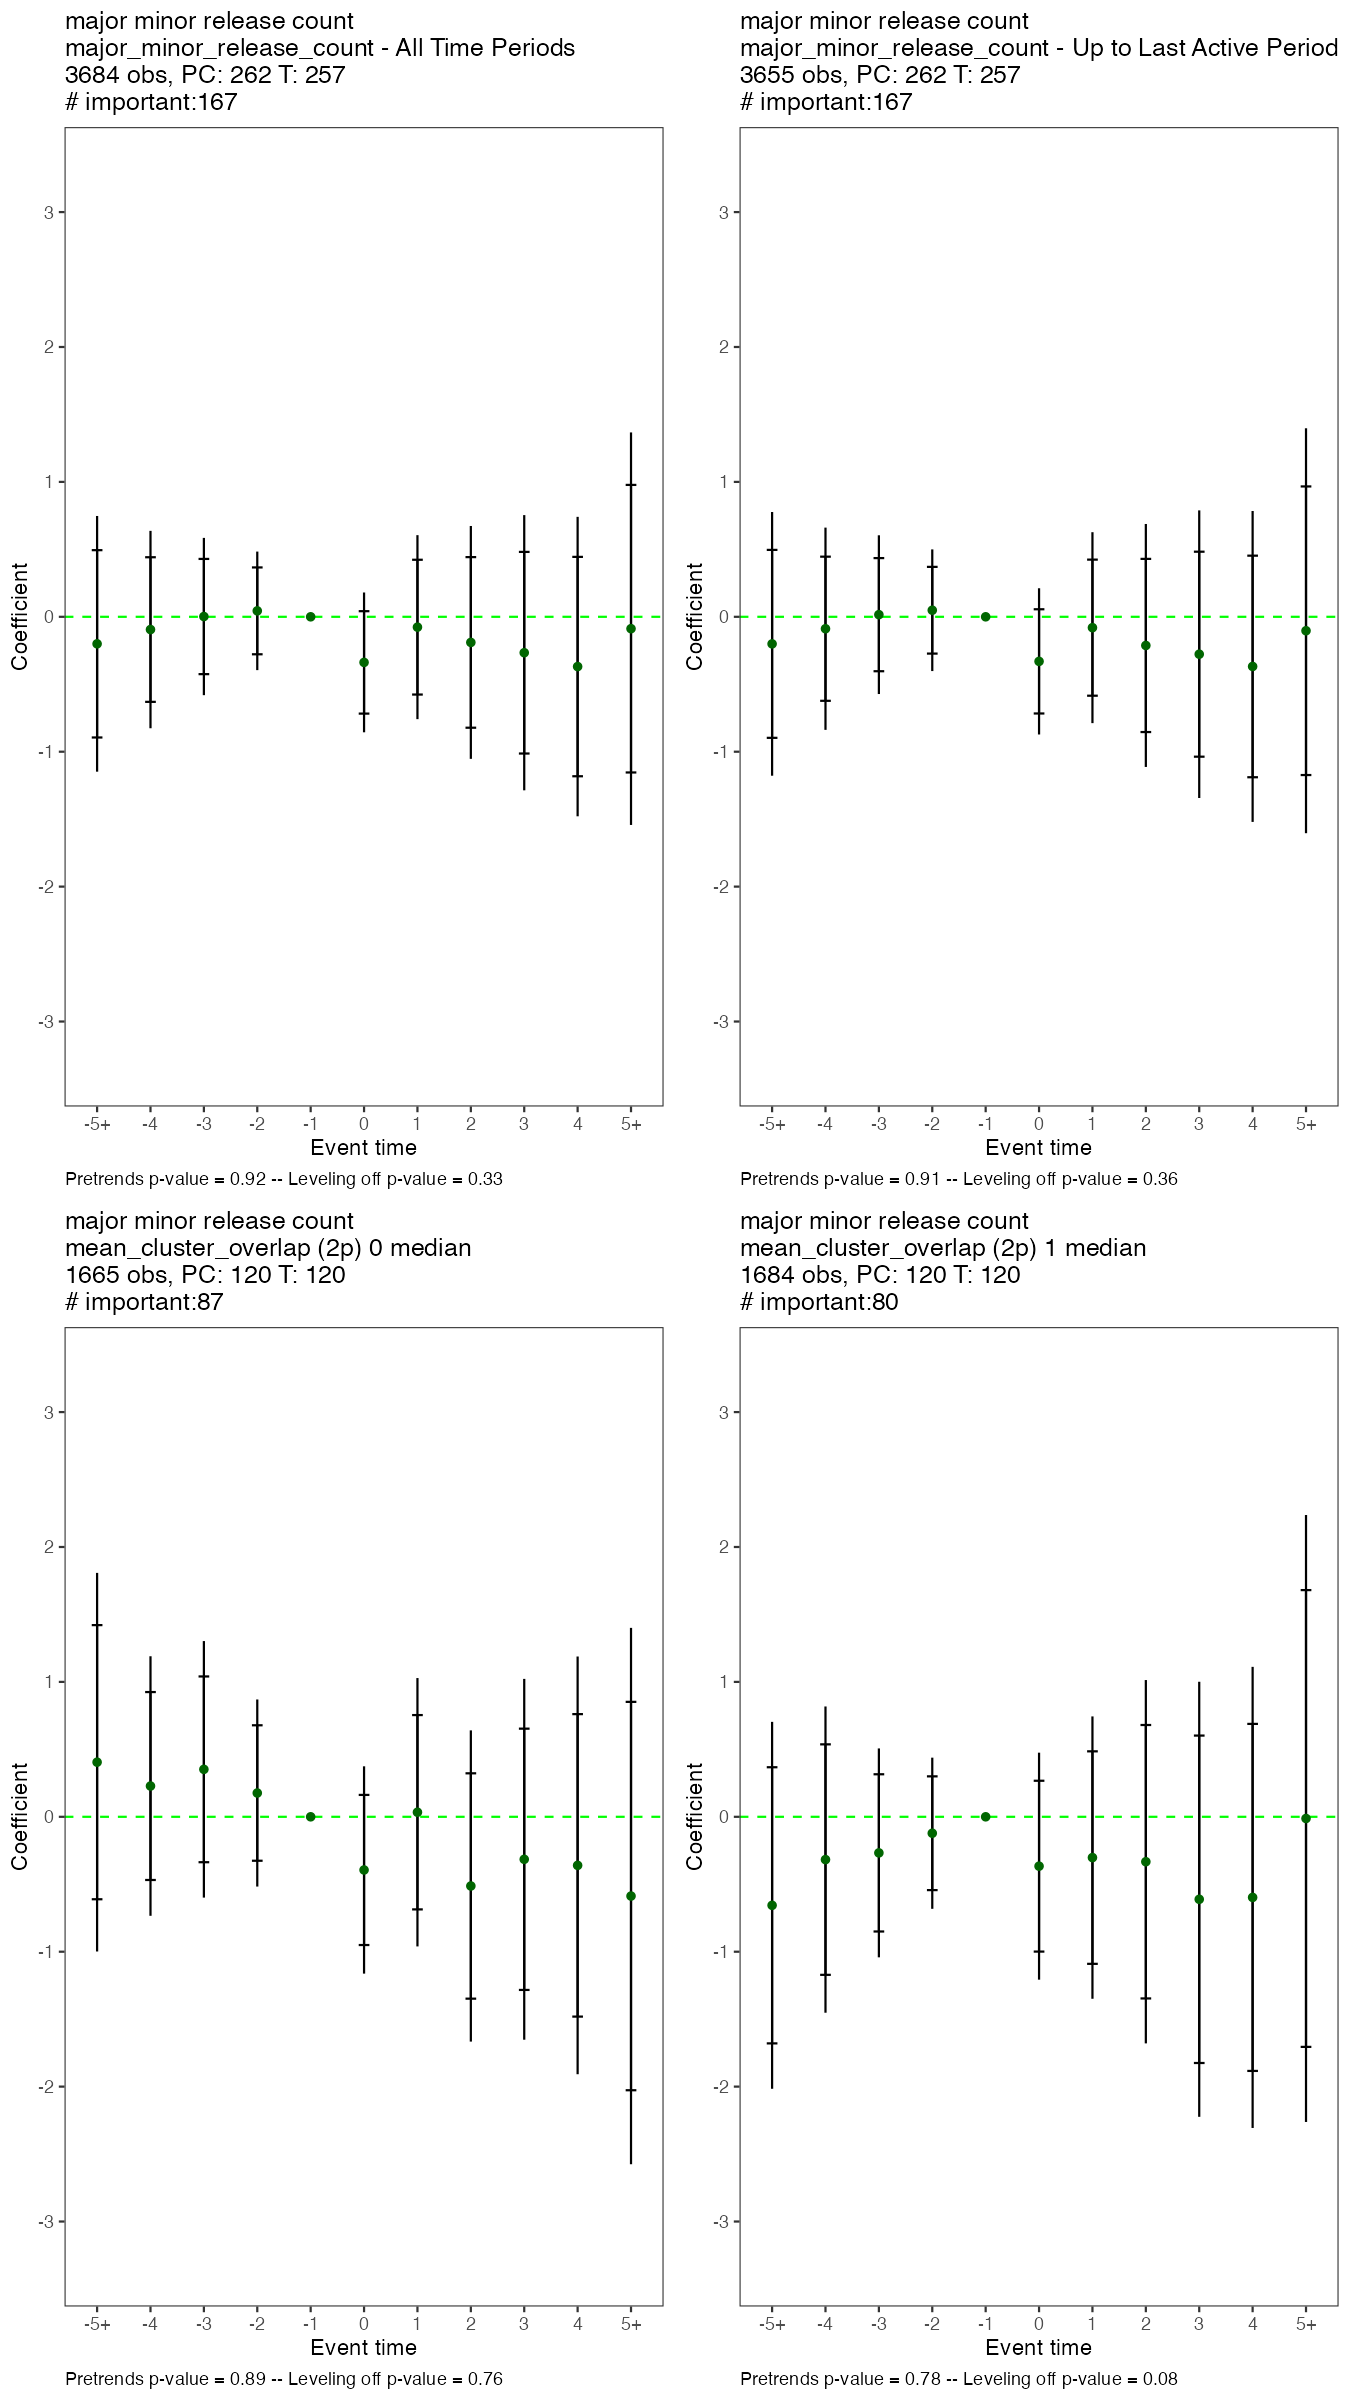 major minor release count
major_minor_release_count - All Time Periods
3684 obs, PC: 262 T: 257
# important:167
3
2
1
0
-1
-2
-3
Coefficient
-5+ -4 -3 -2 -1 0 1 2 3 4 5+
Event time
Pretrends p-value = 0.92 -- Leveling off p-value = 0.33
major minor release count
major_minor_release_count - Up to Last Active Period
3655 obs, PC: 262 T: 257
# important:167
3
2
1
0
-1
-2
-3
Coefficient
-5+ -4 -3 -2 -1 0 1 2 3 4 5+
Event time
Pretrends p-value = 0.91 -- Leveling off p-value = 0.36
major minor release count
mean_cluster_overlap (2p) 0 median
1665 obs, PC: 120 T: 120
# important:87
3
2
1
0
-1
-2
-3
Coefficient
-5+ -4 -3 -2 -1 0 1 2 3 4 5+
Event time
Pretrends p-value = 0.89 -- Leveling off p-value = 0.76
major minor release count
mean_cluster_overlap (2p) 1 median
1684 obs, PC: 120 T: 120
# important:80
3
2
1
0
-1
-2
-3
Coefficient
-5+ -4 -3 -2 -1 0 1 2 3 4 5+
Event time
Pretrends p-value = 0.78 -- Leveling off p-value = 0.08